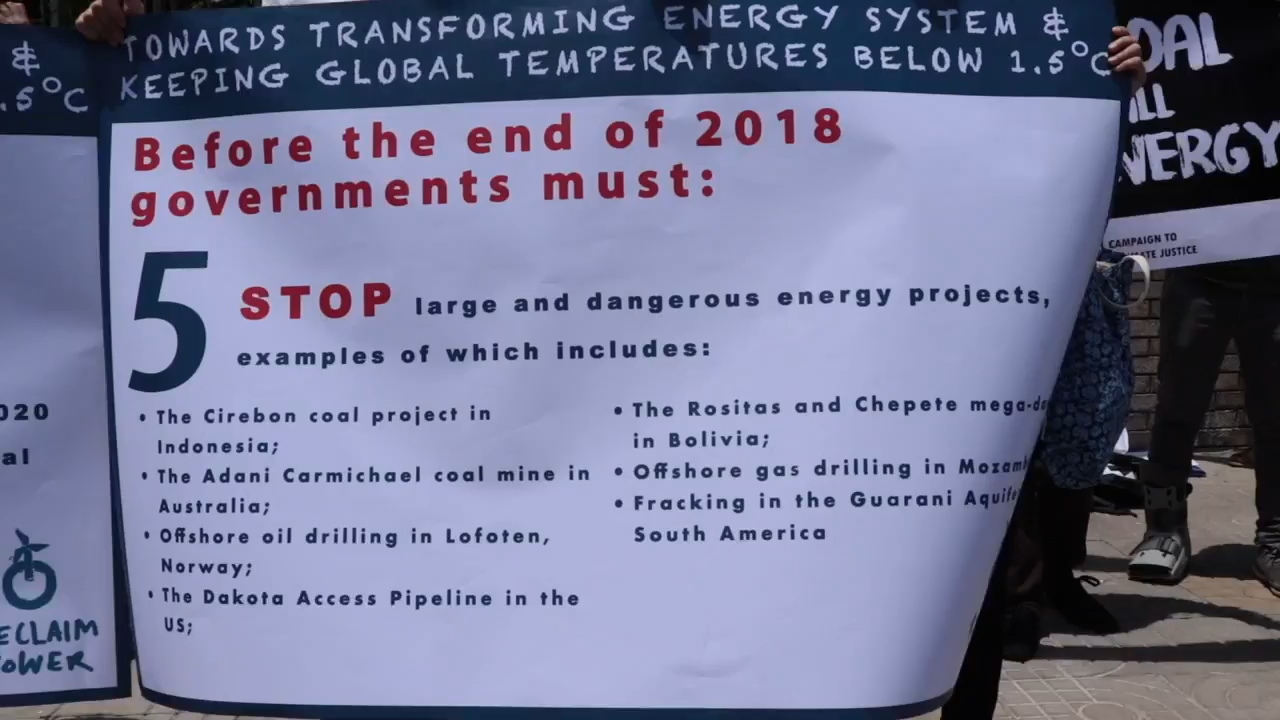 TOWARDS TRANSFORMING ENERGY SYSTEM &
KEEPING GLOBAL TEMPERATURES BELOW 1.5°C
Before the end of 2018
governments must:
5
STOP large and dangerous energy projects,
examples of which includes:
• The Cirebon coal project in
Indonesia;
• The Adani Carmichael coal mine in
Australia;
• Offshore oil drilling in Lofoten,
Norway;
• The Dakota Access Pipeline in the
US;
• The Rositas and Chepete mega-
in Bolivia;
• Offshore gas drilling in
• Fracking in the Guarani
South America
&
.5°C
020
al
ECLAIM
OWER
OAL
ILL
NERGY
CAMPAIGN TO
JUSTICE